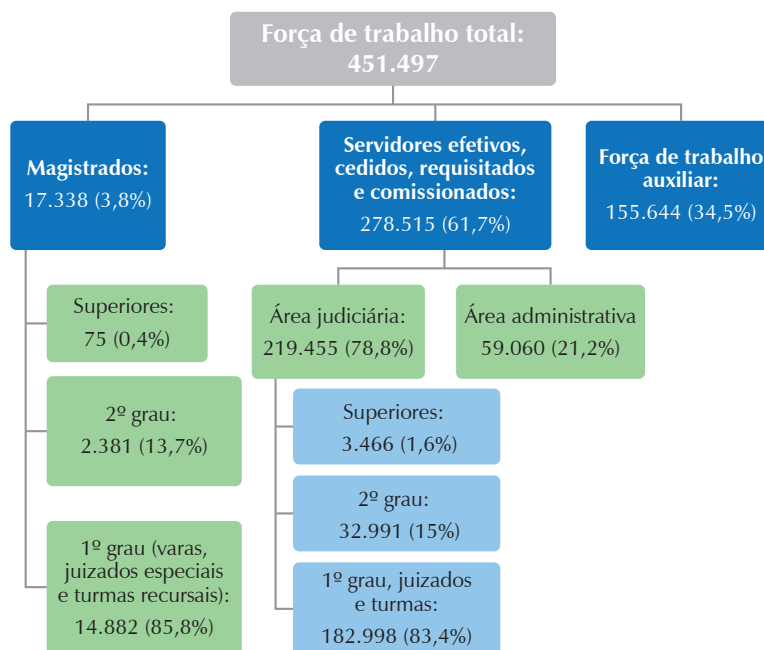 Força de trabalho total:
451.497
Magistrados:
17.338 (3,8%)
Servidores efetivos,
cedidos, requisitados
e comissionados:
278.515 (61,7%)
Força de trabalho
auxiliar:
155.644 (34,5%)
Superiores:
75 (0,4%)
2º grau:
2.381 (13,7%)
1º grau (varas,
juizados especiais
e turmas recursais):
14.882 (85,8%)
Área judiciária:
219.455 (78,8%)
Área administrativa
59.060 (21,2%)
Superiores:
3.466 (1,6%)
2º grau:
32.991 (15%)
1º grau, juizados
e turmas:
182.998 (83,4%)